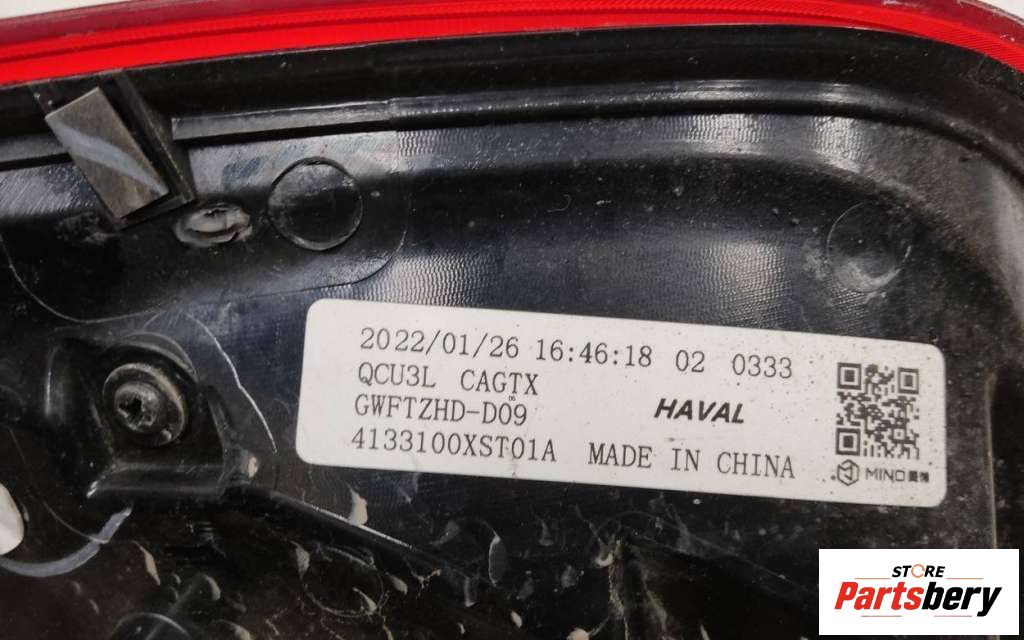 2022/01/26 16:46:18 02 0333
QCU3L CAGTX
GWFTZHD-D09
HAVAL
4133100XST01A MADE IN CHINA
MIND
STORE
Partsbery